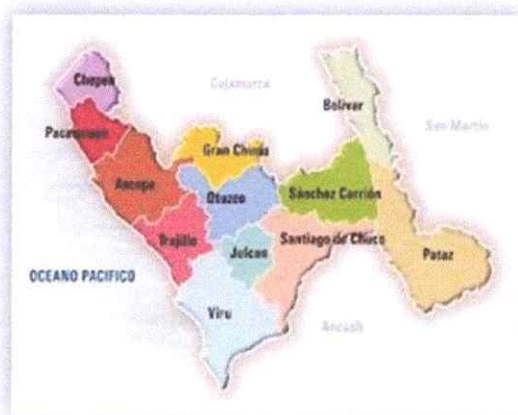 Chepen
Cajamarca
Bolivar
San Martin
Pacasmayo
Gran Chimú
Ascope
Otuzco
Sánchez Carrión
Trujillo
Santiago de Chuco
Julcan
Pataz
OCEANO PACIFICO
Viru
Ancash